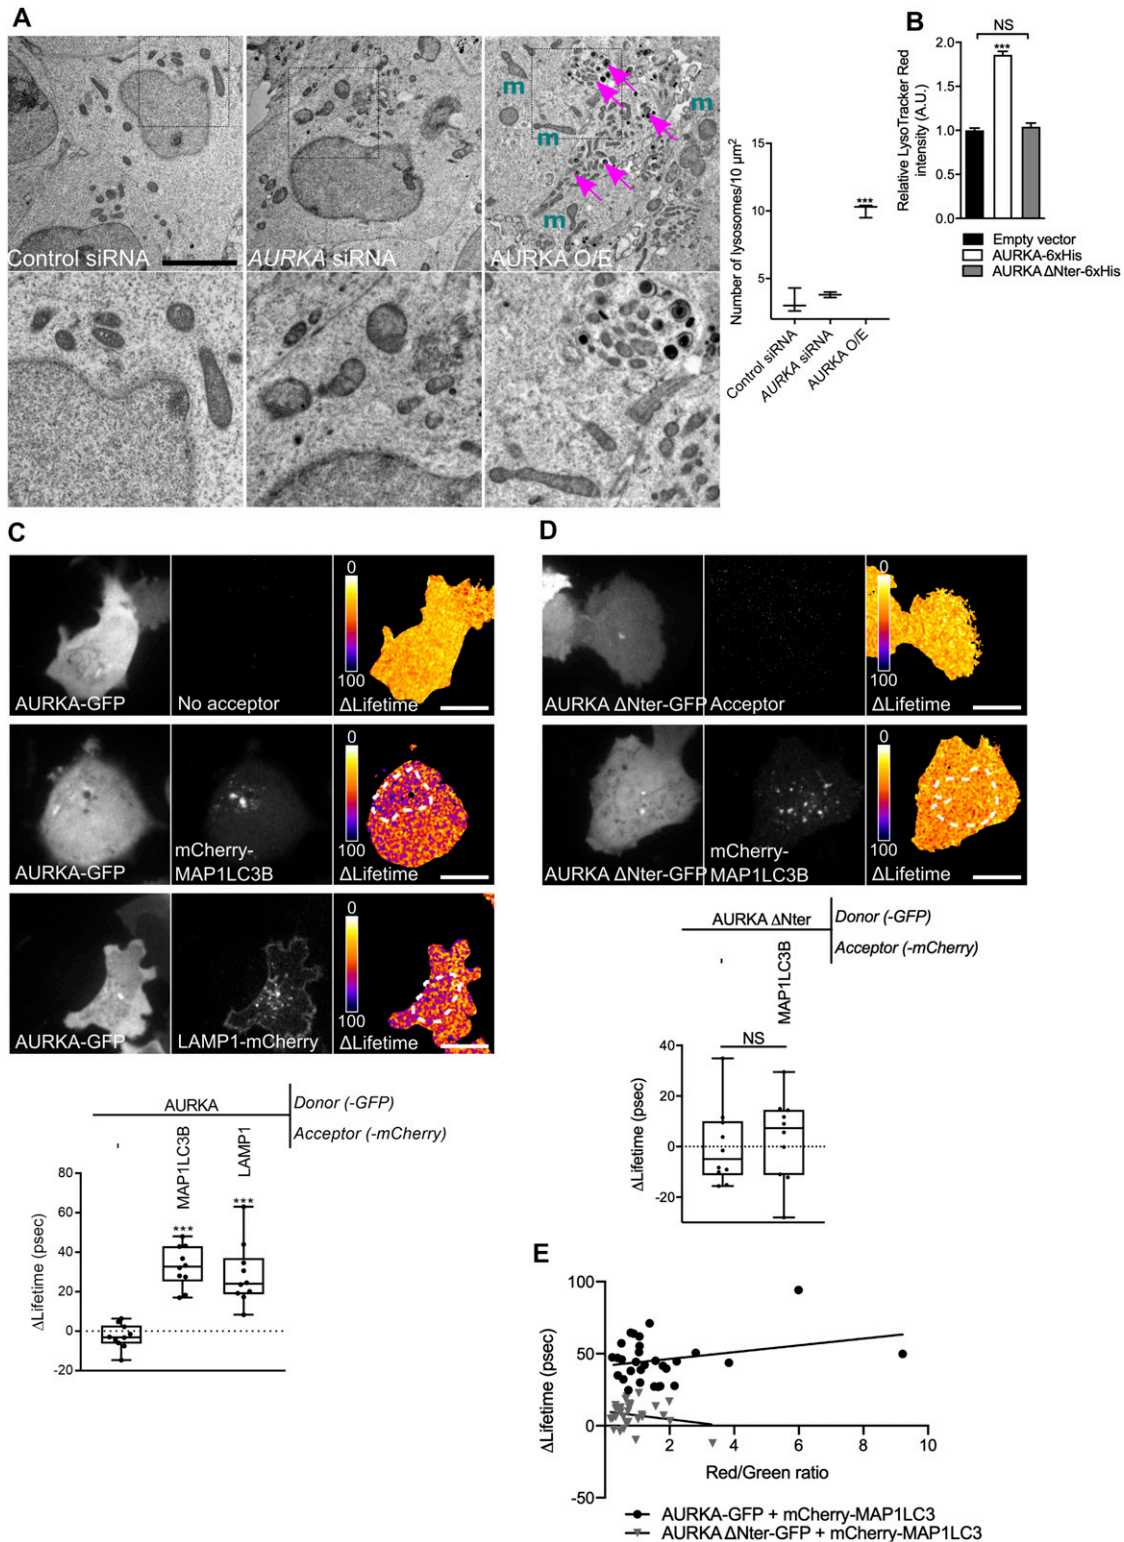 A
m
m
m
m
Control siRNA
AURKA siRNA
AURKA O/E
Number of lysosomes/10 µm²
15
10
5
Control siRNA
AURKA siRNA
AURKA O/E
***
B
NS
***
Relative LysoTracker Red
intensity (A.U.)
2.0
1.5
1.0
0.5
0.0
Empty vector
AURKA-6xHis
AURKA ΔNter-6xHis
C
AURKA-GFP
No acceptor
0
100
ΔLifetime
AURKA-GFP
mCherry-
MAP1LC3B
0
100
ΔLifetime
AURKA-GFP
LAMP1-mCherry
0
100
ΔLifetime
AURKA
Donor (-GFP)
Acceptor (-mCherry)
-
MAP1LC3B
LAMP1
ΔLifetime (psec)
80
60
40
20
0
-20
***
***
D
AURKA ΔNter-GFP
Acceptor
0
100
ΔLifetime
AURKA ΔNter-GFP
mCherry-
MAP1LC3B
0
100
ΔLifetime
AURKA ΔNter
Donor (-GFP)
Acceptor (-mCherry)
-
MAP1LC3B
ΔLifetime (psec)
40
20
0
-20
NS
E
ΔLifetime (psec)
100
50
0
-50
2
4
6
8
10
Red/Green ratio
AURKA-GFP + mCherry-MAP1LC3
AURKA ΔNter-GFP + mCherry-MAP1LC3